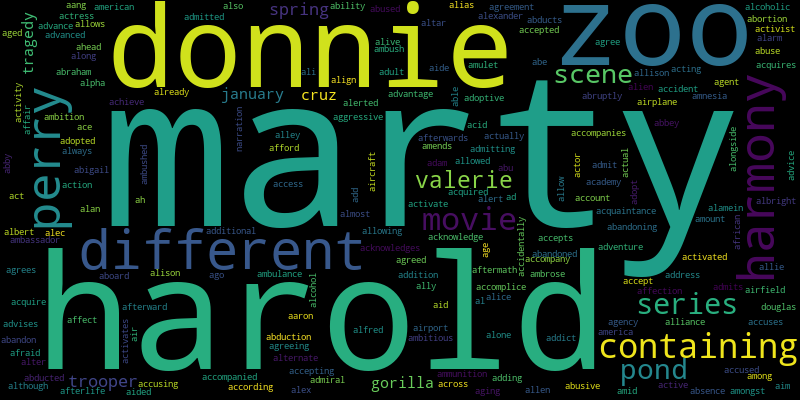 aang american
actress
aged advance allows
advanced
ahead
along
tragedy
abraham
alpha
also
admitted
spring
ability abused
alias
altar
agreement
alexander abducts
accepted
advice
donnie
zoo
alcoholic
abortion
activist
alarm
abuse
acquires
agree
allison acting
scene
agent
alive
ambush
ali
adult
aide abe
align amulet
already
january
cruz
alerted
advantage
adoptive
able
alien accident
abruptly amnesia
airplane
harmony
activity
affair
perry
achieve
ambition
ace
adopted
always
abigail
abby
action
act
alan
albert alec
ambassador
ah
ambushed
marty
narration
aggressive
alley
afford
access
add
almost
acid
afterwards actually
amends
admitting
adam allowed
abu
aircraft
valerie
acquired ad
activate alert
movie
accompanies
abbey
alongside
actor
admit
actual
academy
allow
adopt
account
albright
acquaintance alamein
abandoning amount
african
adventure
activated
allie
different
additional
allowing
acknowledge
acknowledges
accidentally
accepts
abandoned
accompany
address
accept
affection
admits
airfield
agrees
aboard
alison ago ambulance
agreed
age
addition aftermath
ambrose
accomplice
acquire
afterward
affect
alcohol
aaron
abduction
alfred
ally alice
aid al
series
douglas
advises
abandon
afraid
alter
activates
air
harold
agreeing
alternate
accepting
airport
ambitious
alone
agency alliance
america
accuses
containing
abducted
trooper
accusing
accompanied
admiral
gorilla
ammunition
across
adding
abusive
pond
accused
among
active absence amongst
although
afterlife aided
according
alex
aging
allen
amid
aim